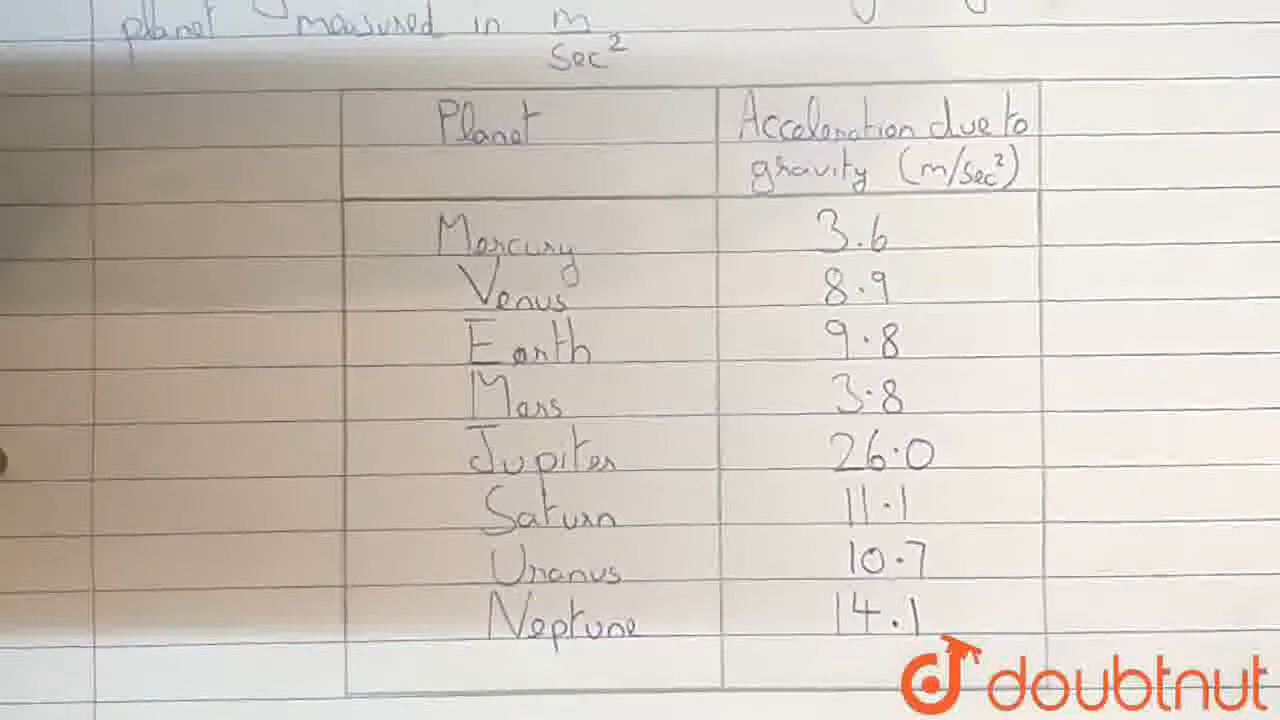 planet measured in m
sec²
Planet Acceleration due to
gravity (m/sec²)
Mercury 3.6
Venus 8.9
Earth 9.8
Mars 3.8
Jupiter 26.0
Saturn 11.1
Uranus 10.7
Neptune 14.1
doubtnut